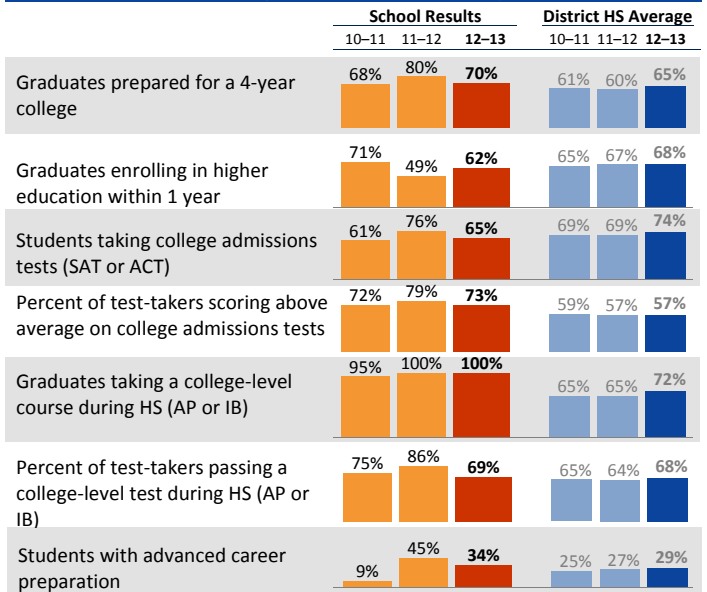 School Results District HS Average
10–11 11–12 12–13 10–11 11–12 12–13
68% 80% 70% 61% 60% 65%
Graduates prepared for a 4-year
college
71% 49% 62% 65% 67% 68%
Graduates enrolling in higher
education within 1 year
61% 76% 65% 69% 69% 74%
Students taking college admissions
tests (SAT or ACT)
72% 79% 73% 59% 57% 57%
Percent of test-takers scoring above
average on college admissions tests
95% 100% 100% 65% 65% 72%
Graduates taking a college-level
course during HS (AP or IB)
75% 86% 69% 65% 64% 68%
Percent of test-takers passing a
college-level test during HS (AP or
IB)
9% 45% 34% 25% 27% 29%
Students with advanced career
preparation